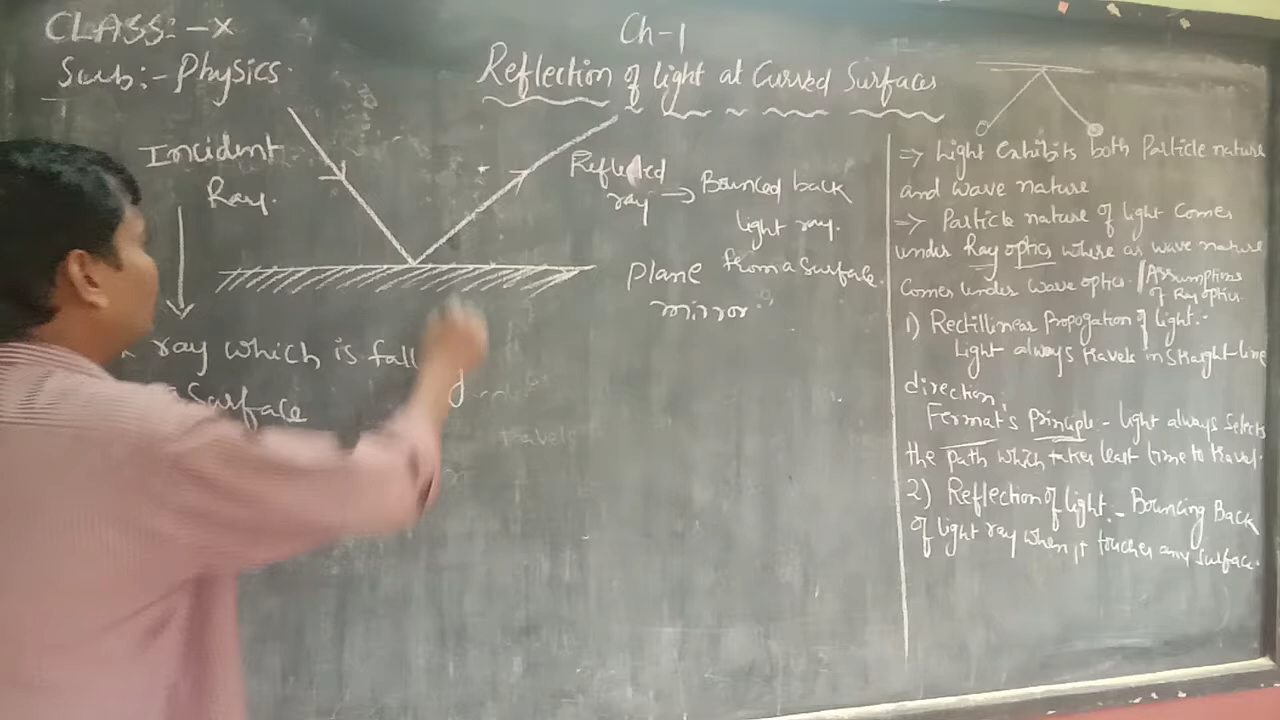 CLASS:-X
Sub:-Physics.
Ch-1
Reflection of light at Curved Surfaces
Incident
Ray.
Reflected
ray → Bounced back
light ray.
from a surface.
Plane
mirror.
ray which is fall
surface
travels
=> Light Exhibits both Particle nature
and wave nature
=> Particle nature of light comes
under Ray optics where as wave nature
comes under wave optics. / Assumptions
of Ray optics.
1) Rectillinear Propogation of light:-
Light always travels in straight-line
direction.
Fermat's principle - light always selects
the path which takes least time to travel.
2) Reflection of light:- Bouncing Back
of light ray when it touches any surface.